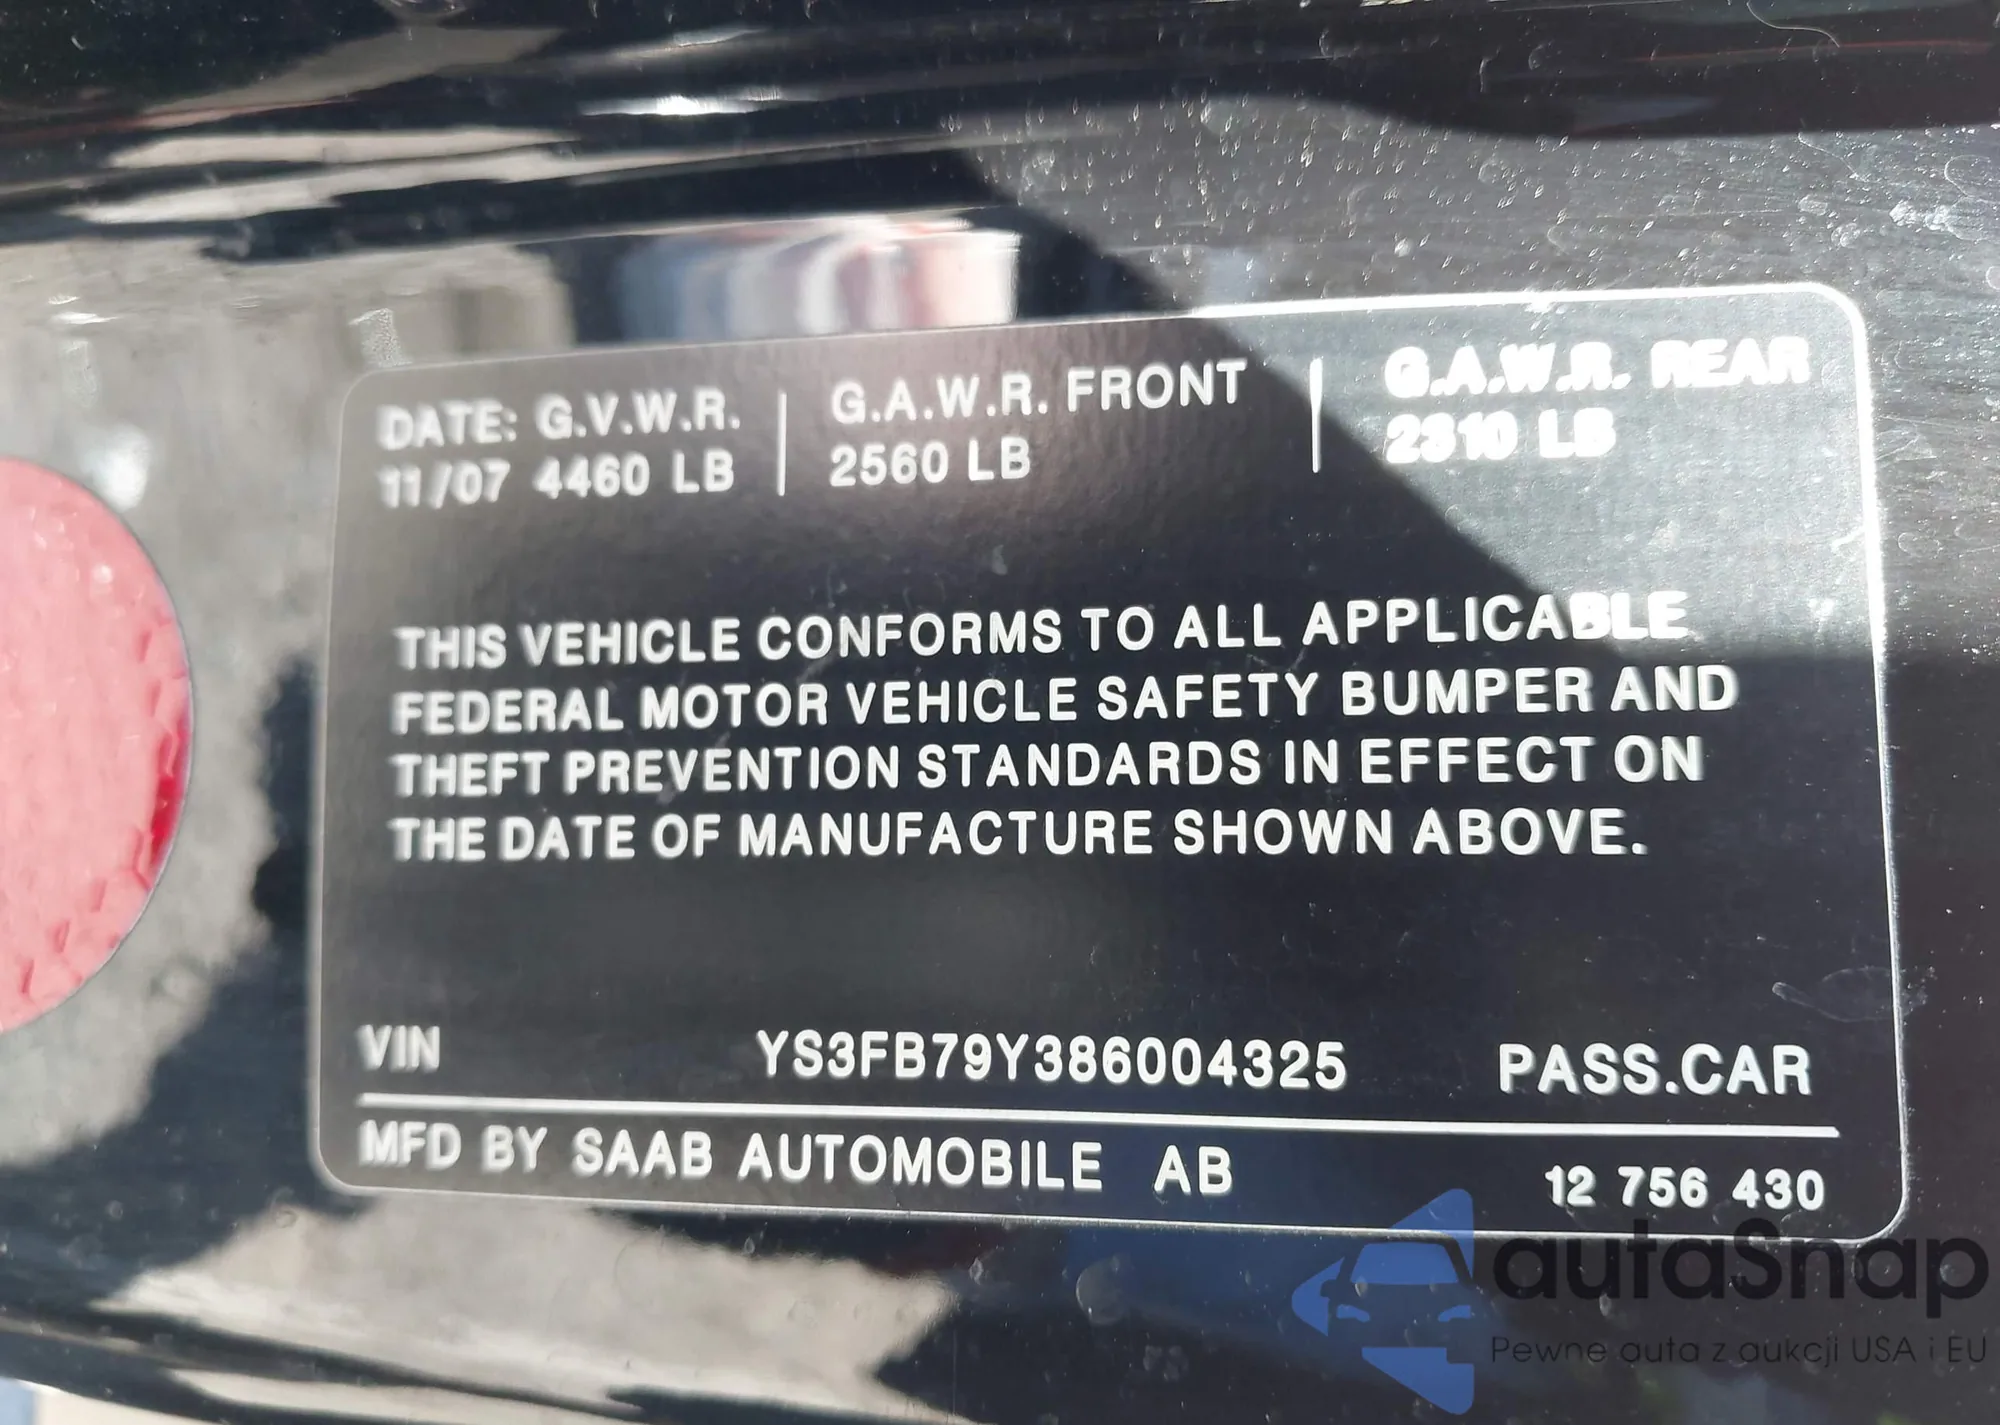 DATE: G.V.W.R. G.A.W.R. FRONT G.A.W.R. REAR
11/07 4460 LB 2560 LB 2310 LB
THIS VEHICLE CONFORMS TO ALL APPLICABLE
FEDERAL MOTOR VEHICLE SAFETY BUMPER AND
THEFT PREVENTION STANDARDS IN EFFECT ON
THE DATE OF MANUFACTURE SHOWN ABOVE.
VIN YS3FB79Y386004325 PASS.CAR
MFD BY SAAB AUTOMOBILE AB 12 756 430
autaSnap
Pewne auta z aukcji USA i EU